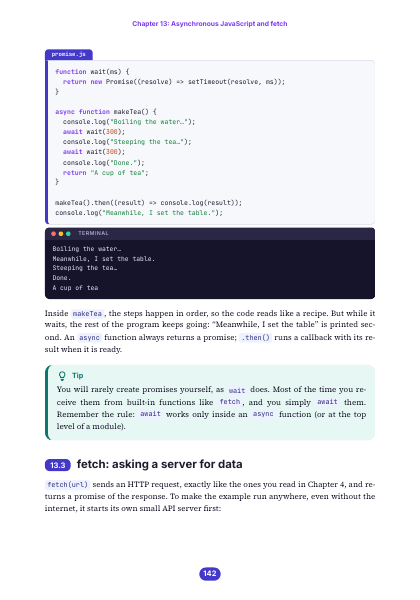 Chapter 13: Asynchronous JavaScript and fetch
promise.js
function wait(ms) {
  return new Promise((resolve) => setTimeout(resolve, ms));
}
async function makeTea() {
  console.log("Boiling the water…");
  await wait(300);
  console.log("Steeping the tea…");
  await wait(300);
  console.log("Done.");
  return "A cup of tea";
}
makeTea().then((result) => console.log(result));
console.log("Meanwhile, I set the table.");
TERMINAL
Boiling the water…
Meanwhile, I set the table.
Steeping the tea…
Done.
A cup of tea
Inside makeTea, the steps happen in order, so the code reads like a recipe. But while it
waits, the rest of the program keeps going: “Meanwhile, I set the table” is printed sec-
ond. An async function always returns a promise; .then() runs a callback with its re-
sult when it is ready.
Tip
You will rarely create promises yourself, as wait does. Most of the time you re-
ceive them from built-in functions like fetch, and you simply await them.
Remember the rule: await works only inside an async function (or at the top
level of a module).
13.3 fetch: asking a server for data
fetch(url) sends an HTTP request, exactly like the ones you read in Chapter 4, and re-
turns a promise of the response. To make the example run anywhere, even without the
internet, it starts its own small API server first:
142